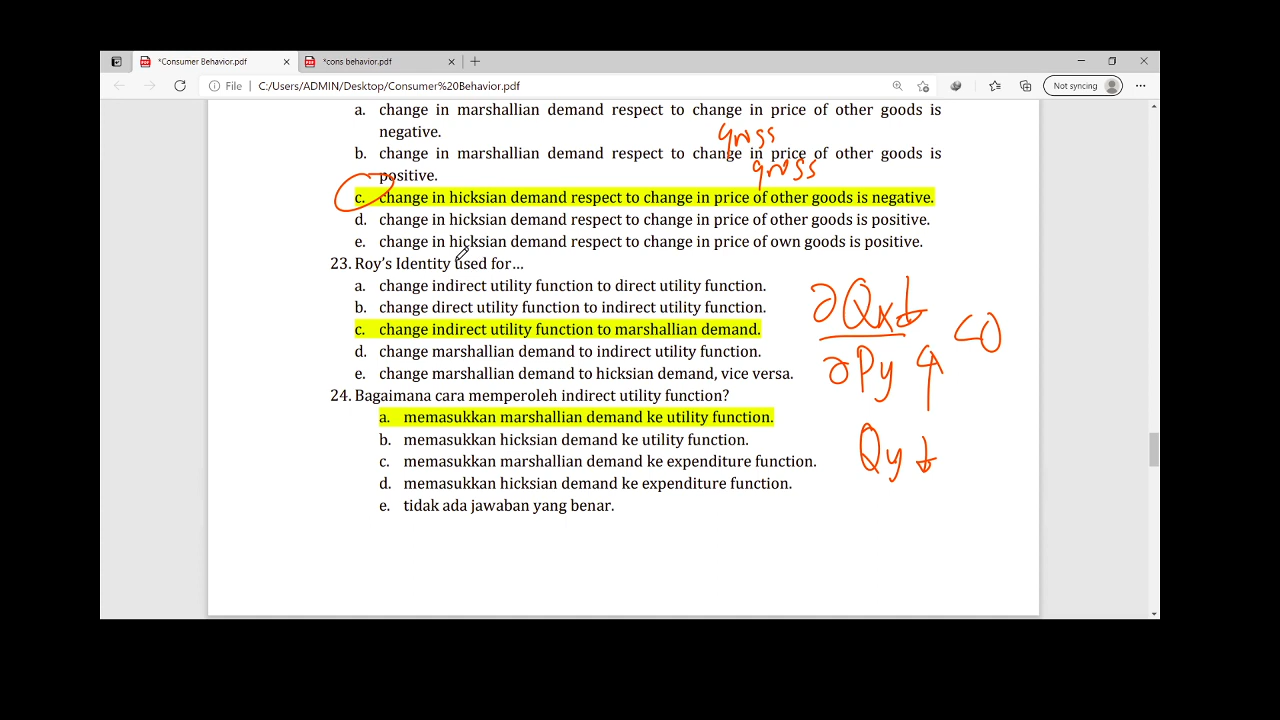 *Consumer Behavior.pdf
*cons behavior.pdf
File
C:/Users/ADMIN/Desktop/Consumer%20Behavior.pdf
Not syncing
a. change in marshallian demand respect to change in price of other goods is
negative.
gross
b. change in marshallian demand respect to change in price of other goods is
positive.
gross
c. change in hicksian demand respect to change in price of other goods is negative.
d. change in hicksian demand respect to change in price of other goods is positive.
e. change in hicksian demand respect to change in price of own goods is positive.
23. Roy's Identity used for...
a. change indirect utility function to direct utility function.
b. change direct utility function to indirect utility function.
c. change indirect utility function to marshallian demand.
d. change marshallian demand to indirect utility function.
e. change marshallian demand to hicksian demand, vice versa.
∂Qx↓
∂Py ↑ <0
Qy ↓
24. Bagaimana cara memperoleh indirect utility function?
a. memasukkan marshallian demand ke utility function.
b. memasukkan hicksian demand ke utility function.
c. memasukkan marshallian demand ke expenditure function.
d. memasukkan hicksian demand ke expenditure function.
e. tidak ada jawaban yang benar.